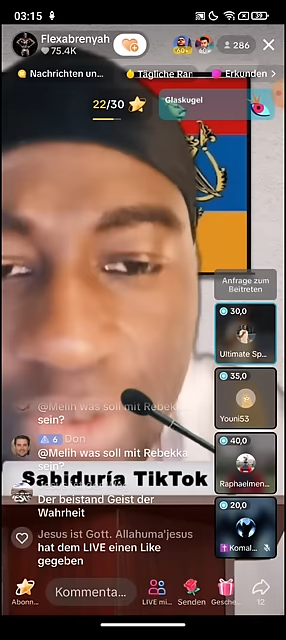 03:15
39
Flexabrenyah
75.4K
60+
60+
286
Nachrichten un...
Tägliche Ran
Erkunden
22/30
Glaskugel
Anfrage zum
Beitreten
30,0
Ultimate Sp...
35,0
Youni53
40,0
Raphaelmen...
20,0
Komal...
@Melih was soll mit Rebekka
sein?
6 Don
@Melih was soll mit Rebekka
sein?
Sabiduría TikTok
Der beistand Geist der
Wahrheit
Jesus ist Gott. Allahuma'jesus
hat dem LIVE einen Like
gegeben
Abonn...
Kommenta...
LIVE mi...
Senden
Gesche...
12